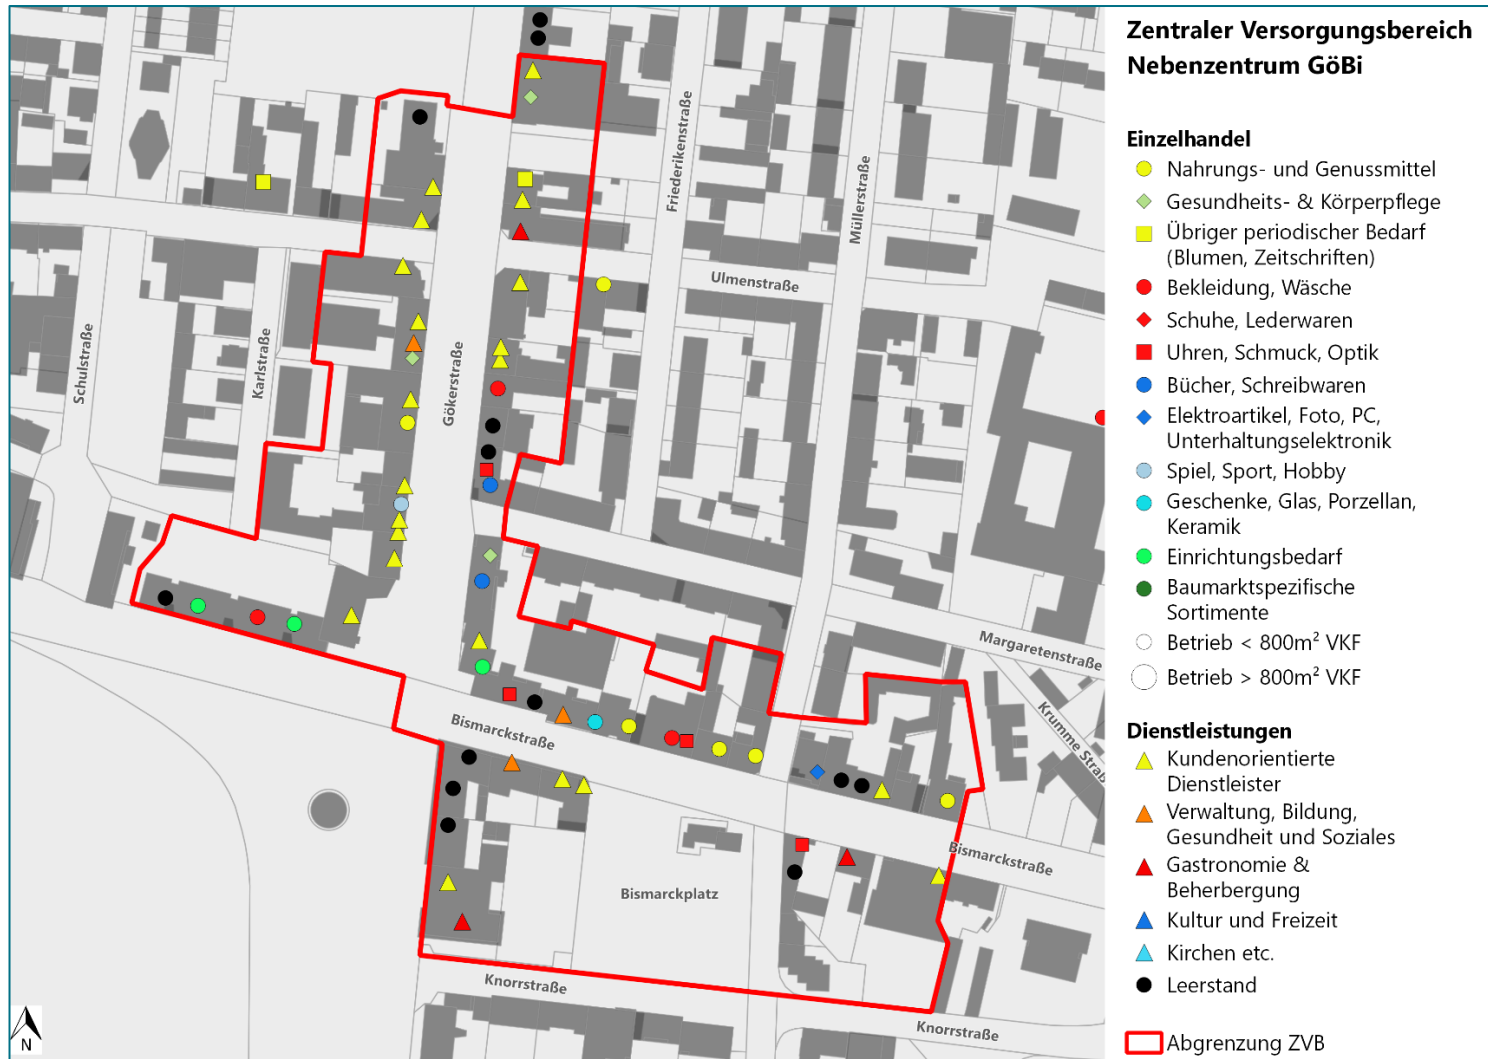 Zentraler Versorgungsbereich
Nebenzentrum GöBi
Einzelhandel
Nahrungs- und Genussmittel
Gesundheits- & Körperpflege
Übriger periodischer Bedarf
(Blumen, Zeitschriften)
Bekleidung, Wäsche
Schuhe, Lederwaren
Uhren, Schmuck, Optik
Bücher, Schreibwaren
Elektroartikel, Foto, PC,
Unterhaltungselektronik
Spiel, Sport, Hobby
Geschenke, Glas, Porzellan,
Keramik
Einrichtungsbedarf
Baumarktspezifische
Sortimente
Betrieb < 800m² VKF
Betrieb > 800m² VKF
Dienstleistungen
Kundenorientierte
Dienstleister
Verwaltung, Bildung,
Gesundheit und Soziales
Gastronomie &
Beherbergung
Kultur und Freizeit
Kirchen etc.
Leerstand
Abgrenzung ZVB
Friederikenstraße
Müllerstraße
Ulmenstraße
Schulstraße
Karlstraße
Gökerstraße
Margaretenstraße
Krumme Straß
Bismarckstraße
Bismarckstraße
Bismarckplatz
Knorrstraße
Knorrstraße
N